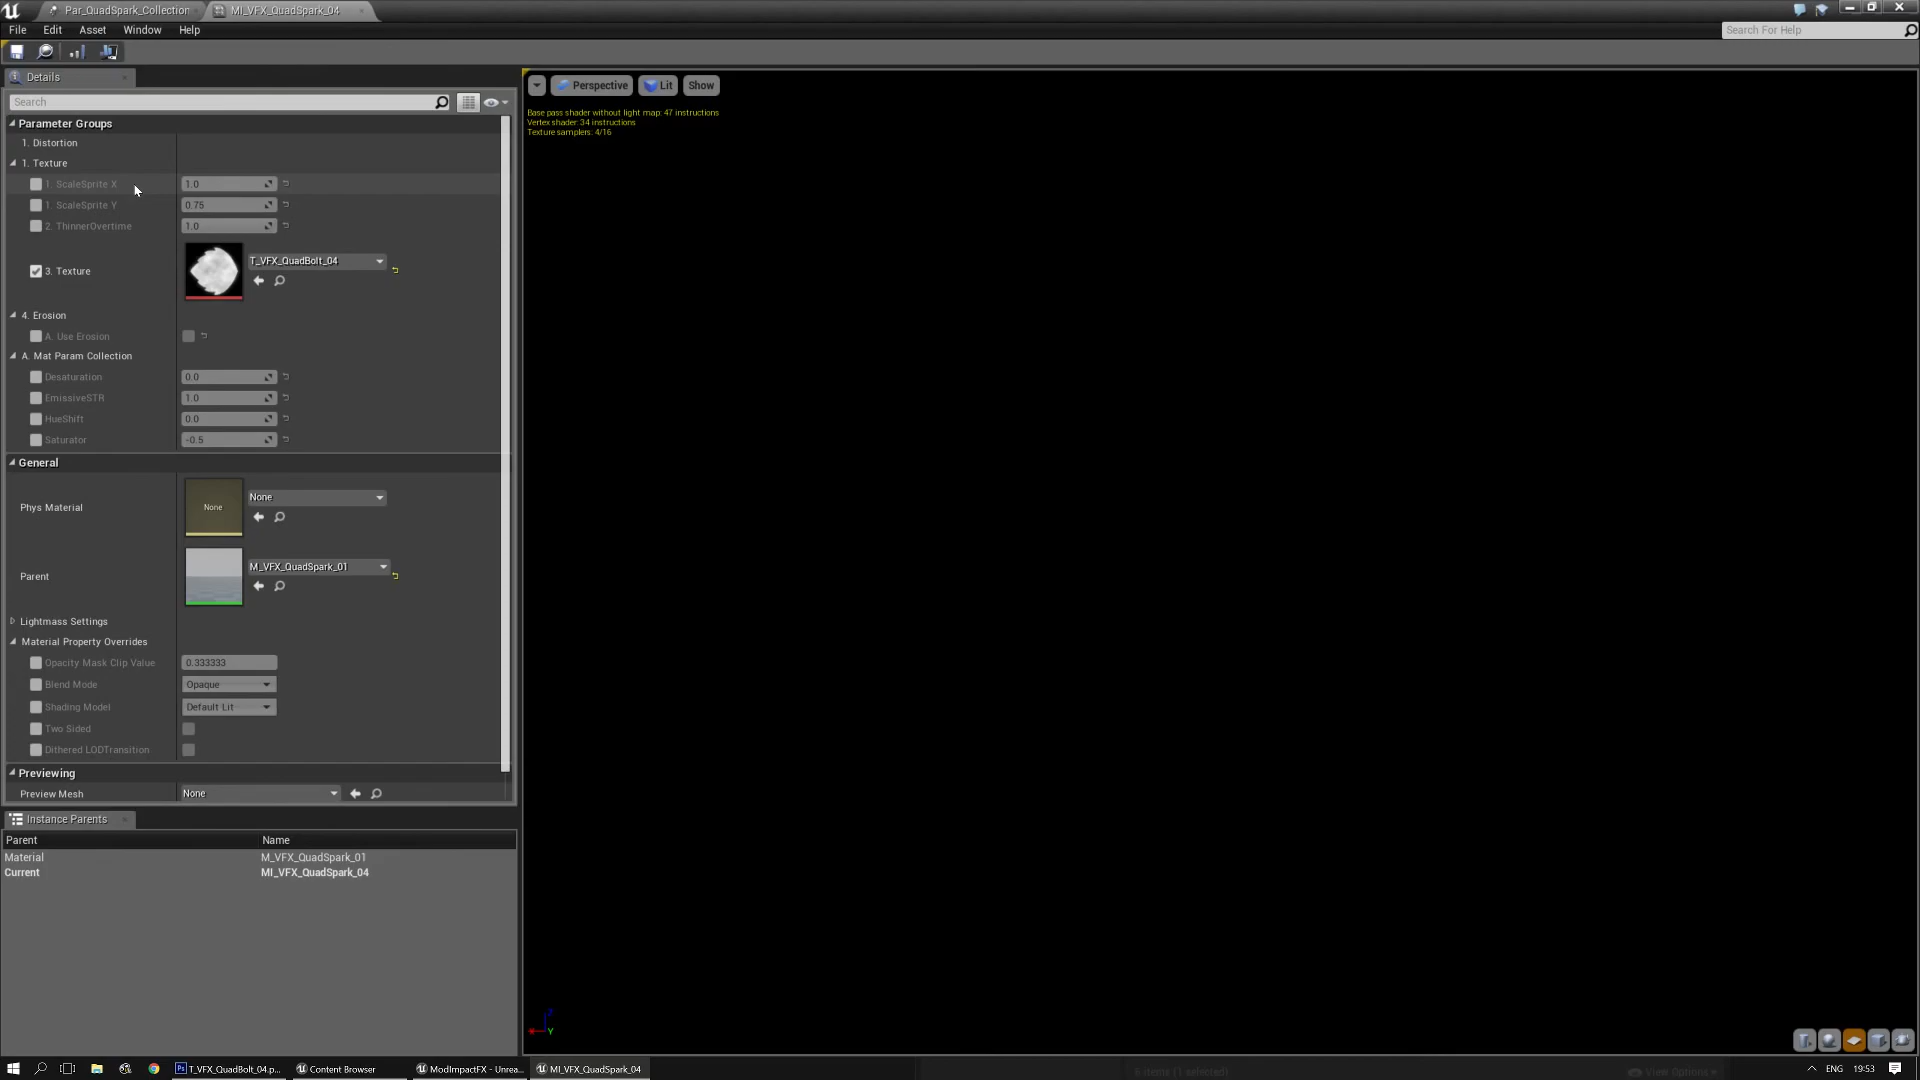 Par_QuadSpark_Collection
MI_VFX_QuadSpark_04
File Edit Asset Window Help
Search For Help
Details
Search
Perspective Lit Show
Base pass shader without light map: 47 instructions
Vertex shader: 34 instructions
Texture samplers: 4/16
Parameter Groups
1. Distortion
1. Texture
1. ScaleSprite X 1.0
1. ScaleSprite Y 0.75
2. ThinnerOvertime 1.0
3. Texture T_VFX_QuadBolt_04
4. Erosion
A. Use Erosion
A. Mat Param Collection
Desaturation 0.0
EmissiveSTR 1.0
HueShift 0.0
Saturator -0.5
General
Phys Material None None
Parent M_VFX_QuadSpark_01
Lightmass Settings
Material Property Overrides
Opacity Mask Clip Value 0.333333
Blend Mode Opaque
Shading Model Default Lit
Two Sided
Dithered LODTransition
Previewing
Preview Mesh None
Instance Parents
Parent Name
Material M_VFX_QuadSpark_01
Current MI_VFX_QuadSpark_04
Z
X Y
T_VFX_QuadBolt_04.p... Content Browser ModImpactFX - Unrea... MI_VFX_QuadSpark_04 5 items (1 selected) View Options ENG 19:53